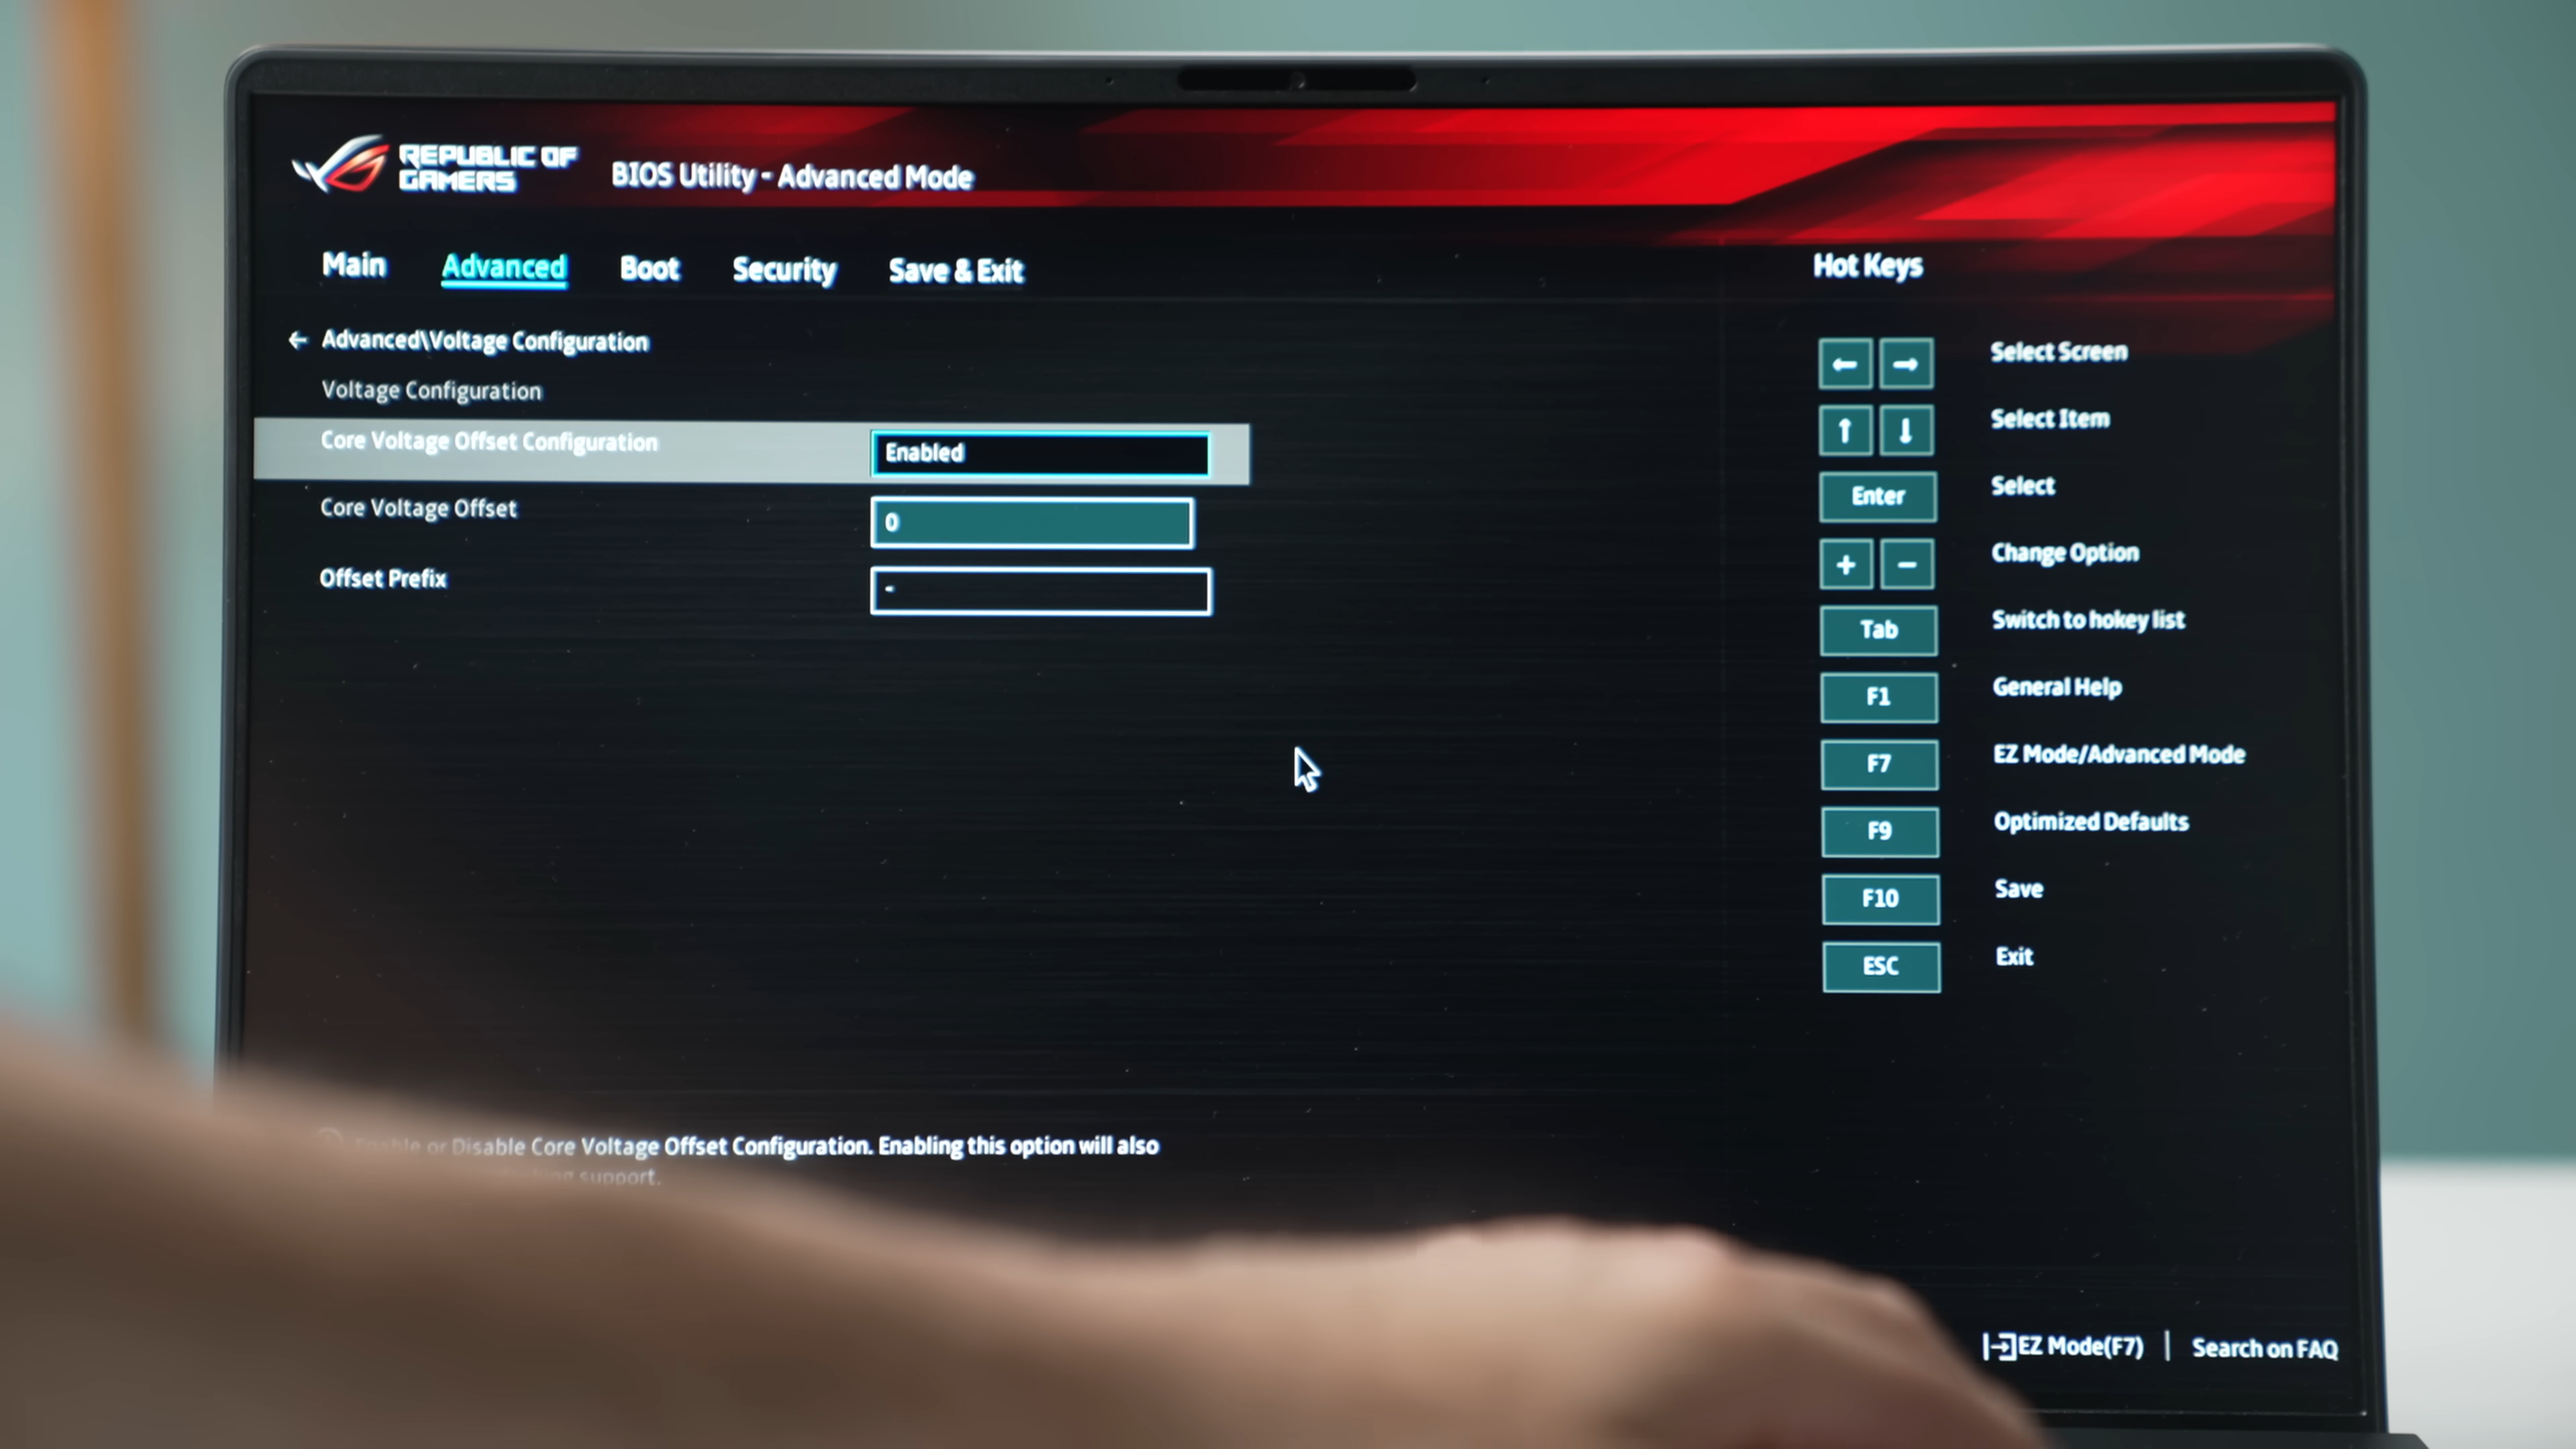 REPUBLIC OF
GAMERS
BIOS Utility - Advanced Mode
Main Advanced Boot Security Save & Exit
Hot Keys
← Advanced\Voltage Configuration
Voltage Configuration
Core Voltage Offset Configuration Enabled
Core Voltage Offset 0
Offset Prefix -
← → Select Screen
↑ ↓ Select Item
Enter Select
+ - Change Option
Tab Switch to hokey list
F1 General Help
F7 EZ Mode/Advanced Mode
F9 Optimized Defaults
F10 Save
ESC Exit
Enable or Disable Core Voltage Offset Configuration. Enabling this option will also
support.
EZ Mode(F7) | Search on FAQ